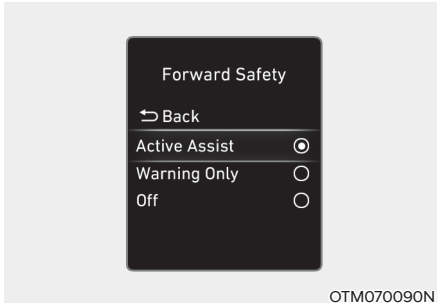 Forward Safety
Back
Active Assist
Warning Only
Off
OTM070090N